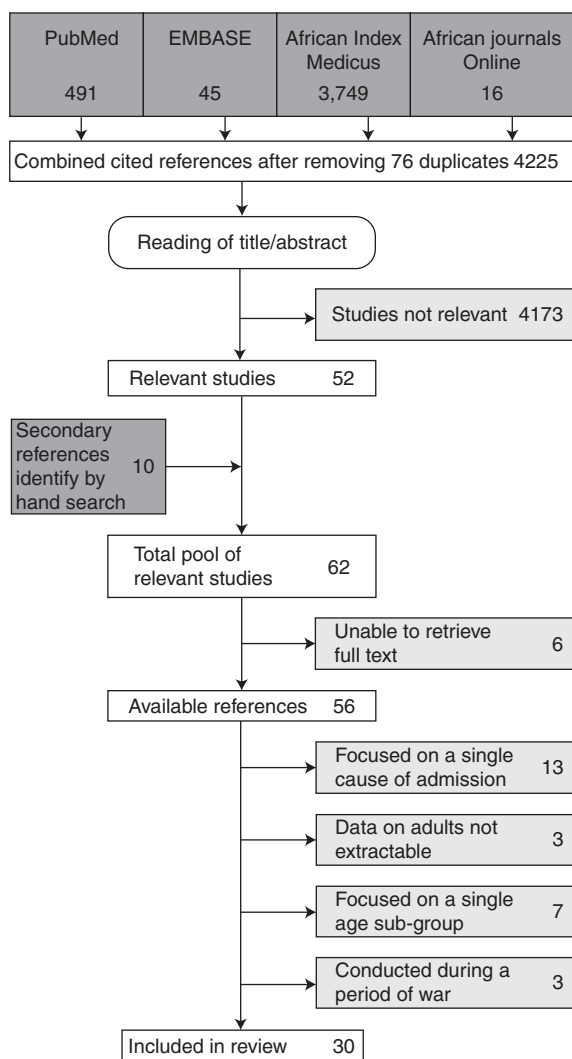 PubMed
491
EMBASE
45
African Index
Medicus
3,749
African journals
Online
16
Combined cited references after removing 76 duplicates 4225
Reading of title/abstract
Studies not relevant 4173
Relevant studies 52
Secondary
references
identify by
hand search
10
Total pool of
relevant studies
62
Unable to retrieve
full text
6
Available references 56
Focused on a single
cause of admission
13
Data on adults not
extractable
3
Focused on a single
age sub-group
7
Conducted during a
period of war
3
Included in review 30